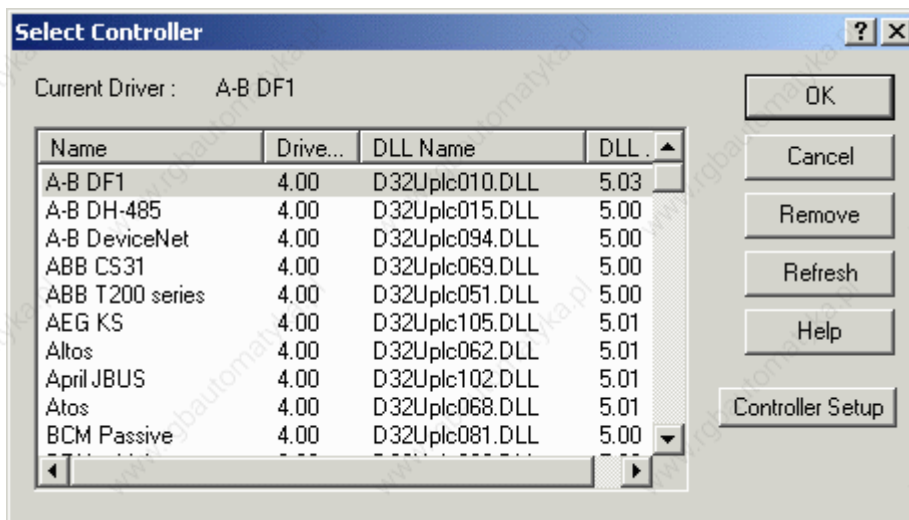 Select Controller
Current Driver : A-B DF1
OK
Cancel
Remove
Refresh
Help
Controller Setup
Name Drive... DLL Name DLL .
A-B DF1 4.00 D32Uplc010.DLL 5.03
A-B DH-485 4.00 D32Uplc015.DLL 5.00
A-B DeviceNet 4.00 D32Uplc094.DLL 5.00
ABB CS31 4.00 D32Uplc069.DLL 5.00
ABB T200 series 4.00 D32Uplc051.DLL 5.00
AEG KS 4.00 D32Uplc105.DLL 5.01
Altos 4.00 D32Uplc062.DLL 5.01
April JBUS 4.00 D32Uplc102.DLL 5.01
Atos 4.00 D32Uplc068.DLL 5.01
BCM Passive 4.00 D32Uplc081.DLL 5.00
www.rgbautomatyka.pl